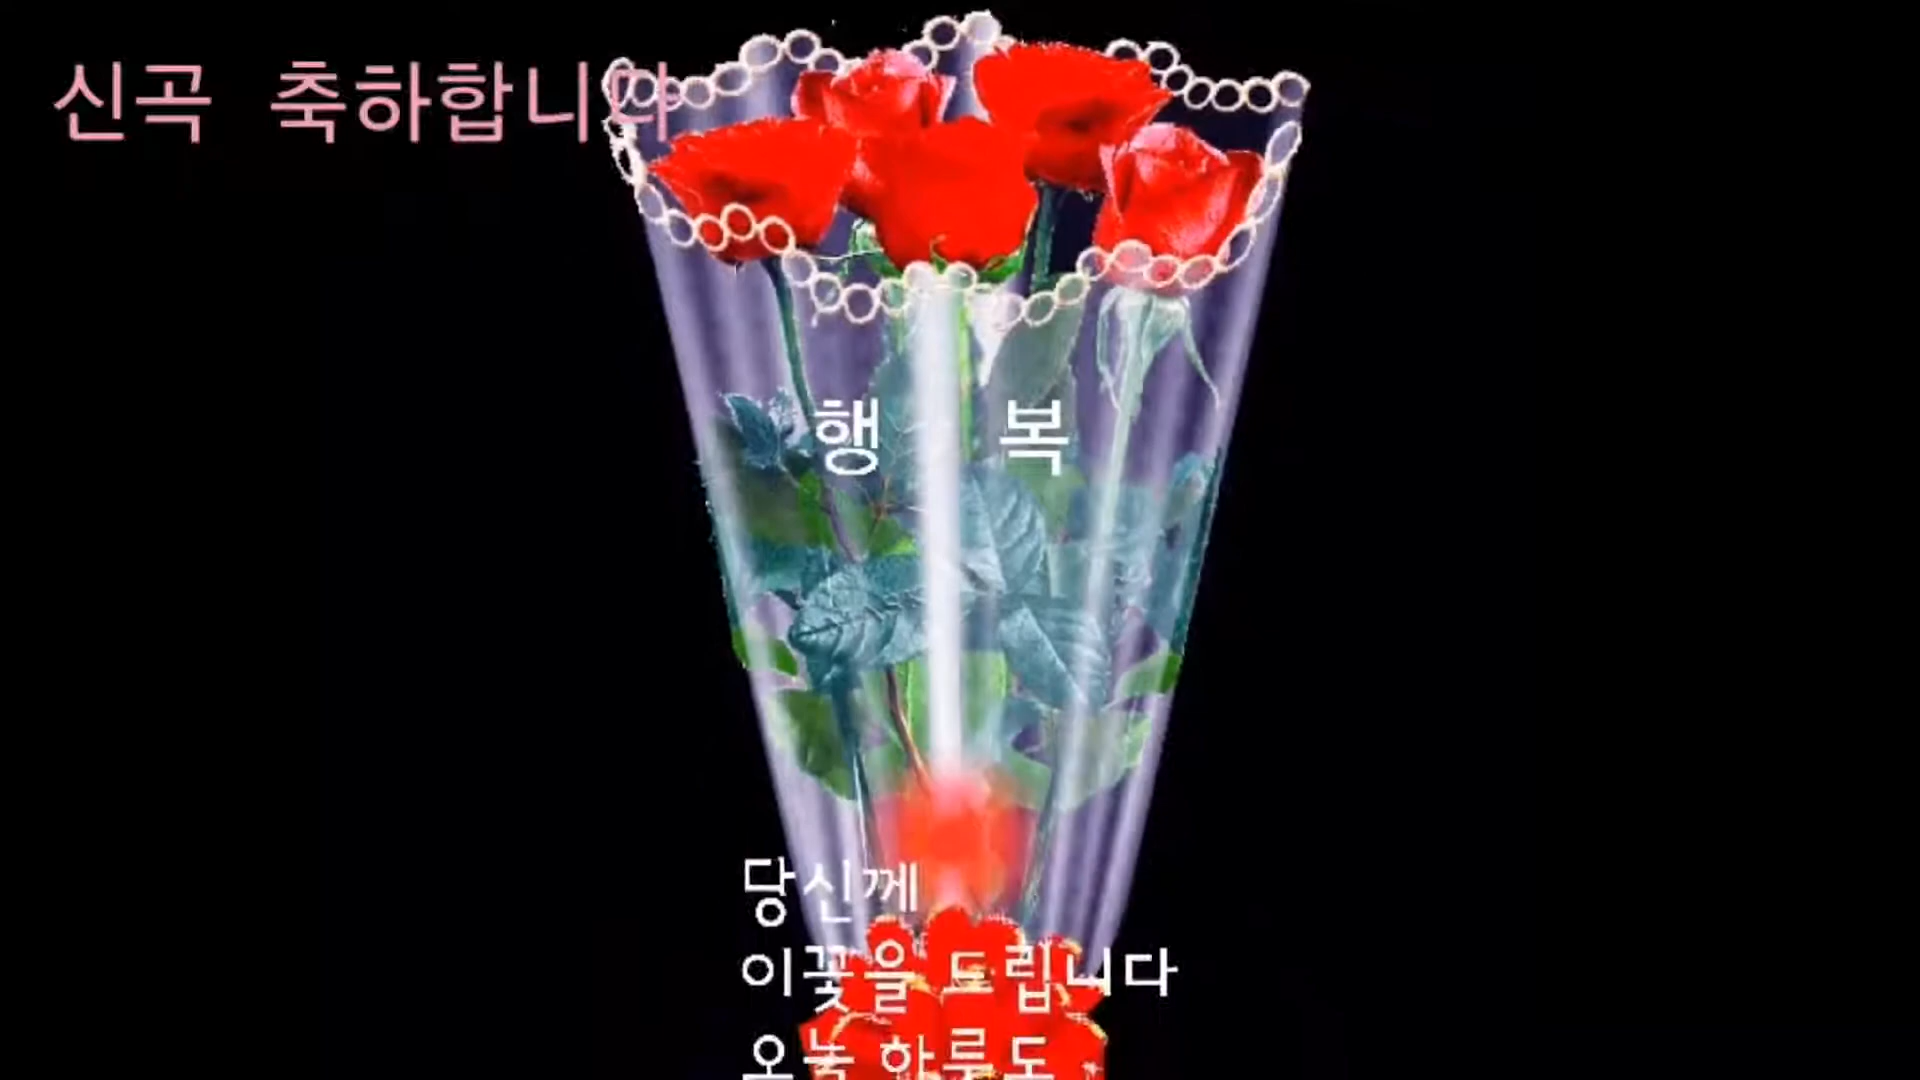 신곡 축하합니다
행 복
당신께
이꽃을 드립니다
오늘 하루도